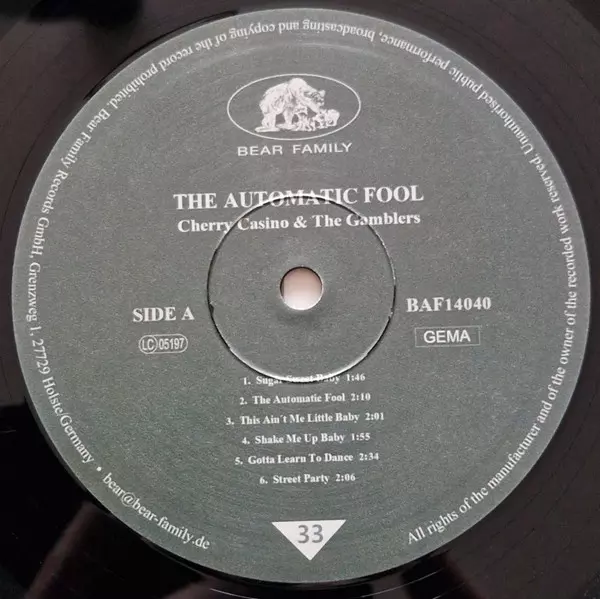 BEAR FAMILY
THE AUTOMATIC FOOL
Cherry Casino & The Gamblers
SIDE A
BAF14040
LC 05197
GEMA
1. Sugar Sweet Baby 1:46
2. The Automatic Fool 2:10
3. This Ain´t Me Little Baby 2:01
4. Shake Me Up Baby 1:55
5. Gotta Learn To Dance 2:34
6. Street Party 2:06
33
All rights of the manufacturer and of the owner of the recorded work reserved. Unauthorised public performance, broadcasting and copying of the record prohibited. Bear Family Records GmbH, Grenzweg 1, 27729 Holste/Germany • bear@bear-family.de